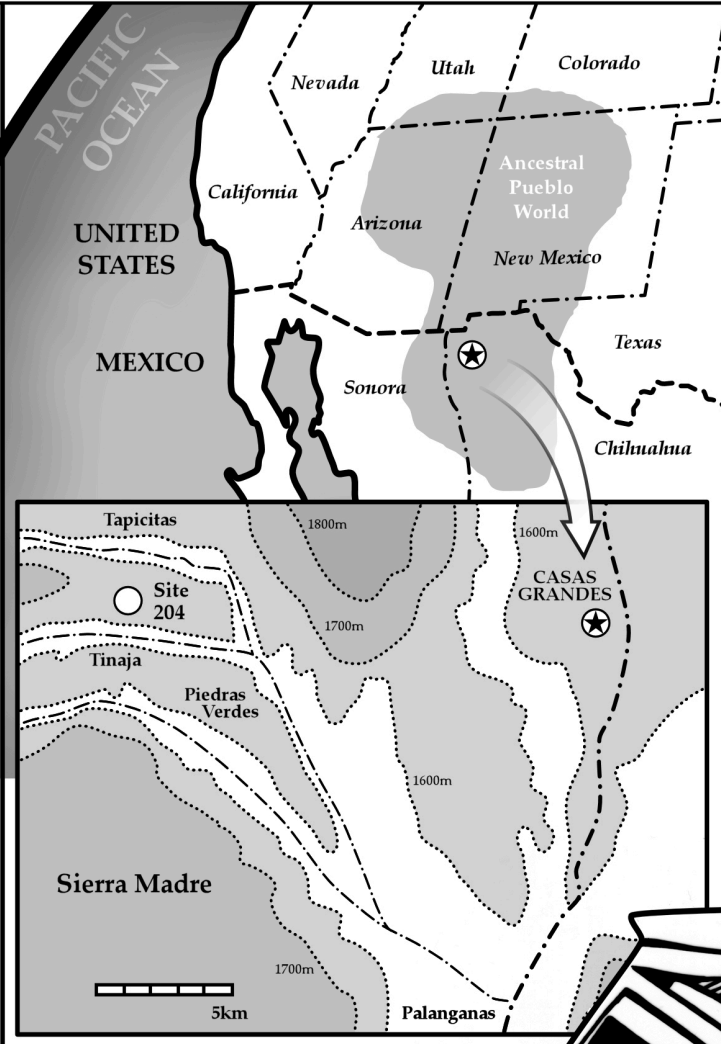 PACIFIC
OCEAN
Nevada
Utah
Colorado
California
Ancestral
Pueblo
World
Arizona
New Mexico
UNITED
STATES
MEXICO
Sonora
Texas
Chihuahua
Tapicitas
1800m
1600m
Site
204
CASAS
GRANDES
1700m
Tinaja
Piedras
Verdes
1600m
Sierra Madre
1700m
5km
Palanganas